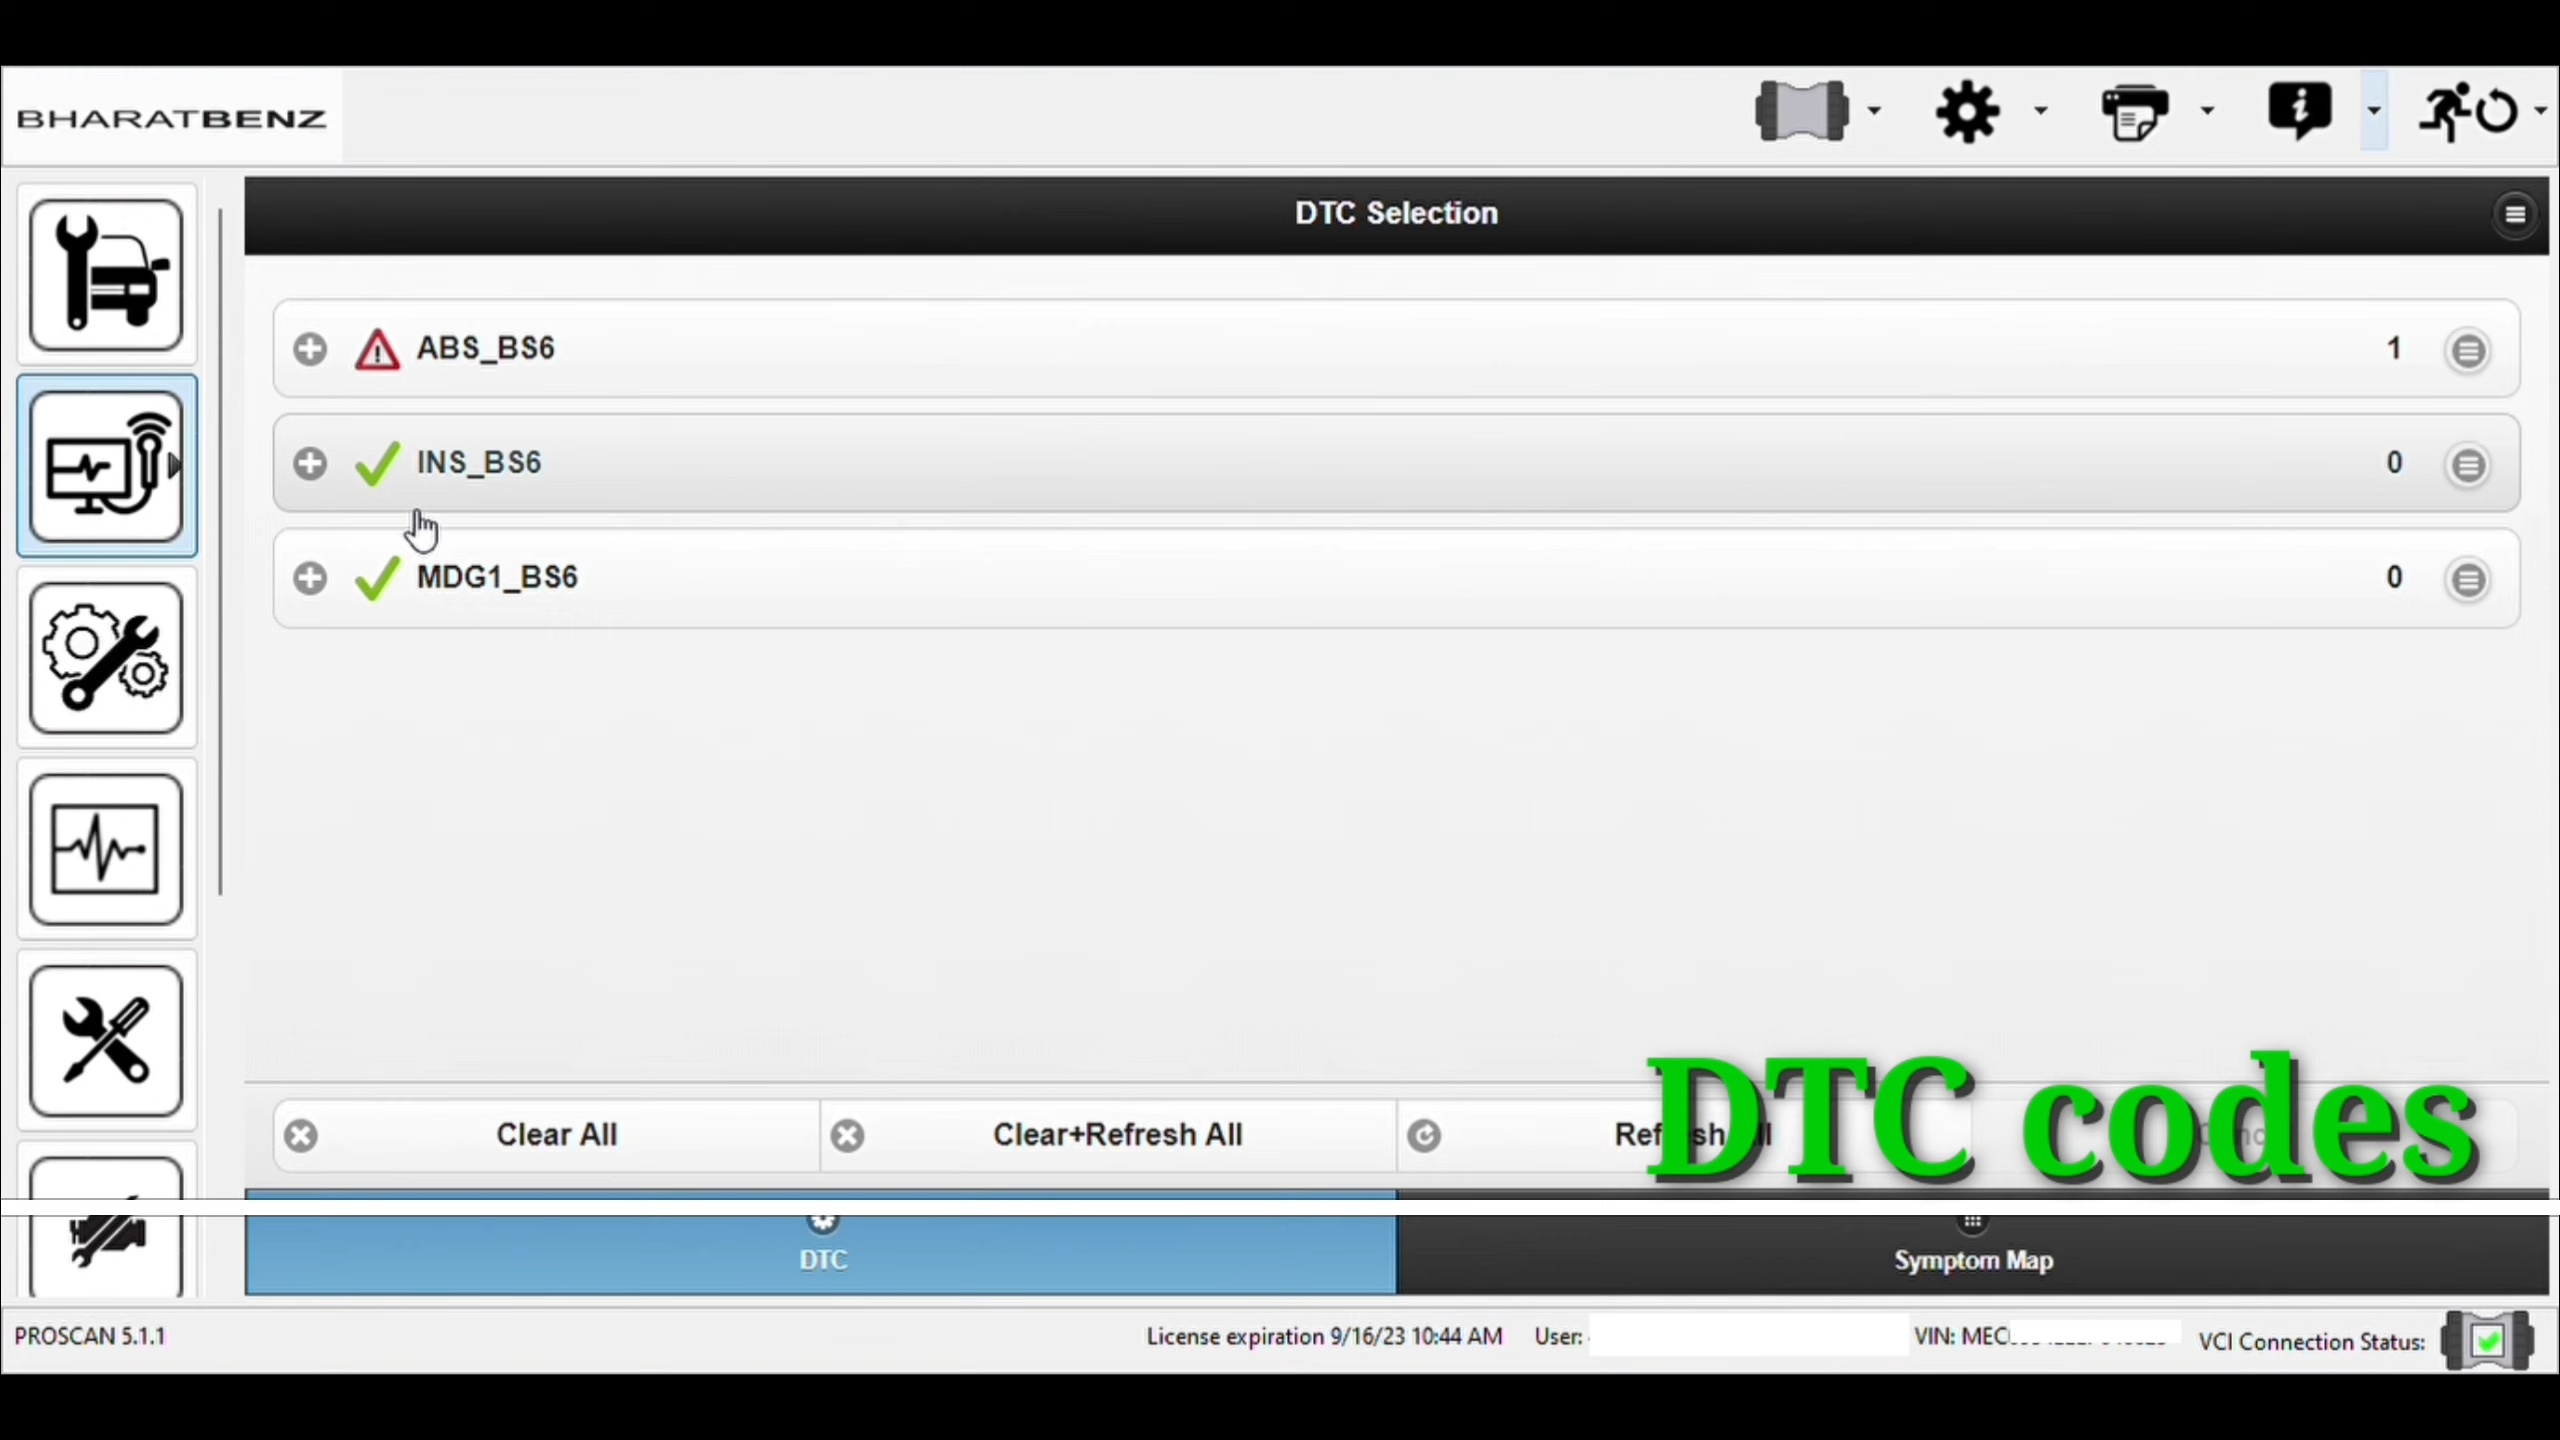 BHARATBENZ
DTC Selection
ABS_BS6 1
INS_BS6 0
MDG1_BS6 0
Clear All
Clear+Refresh All
DTC codes
DTC
Symptom Map
PROSCAN 5.1.1
License expiration 9/16/23 10:44 AM
User:
VIN: MEC
VCI Connection Status: